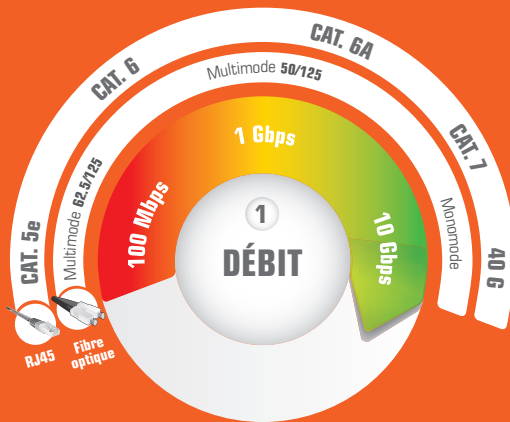 CAT. 5e
CAT. 6
CAT. 6A
CAT. 7
40 G
Multimode 62.5/125
Multimode 50/125
Monomode
100 Mbps
1 Gbps
10 Gbps
1
DÉBIT
RJ45
Fibre
optique